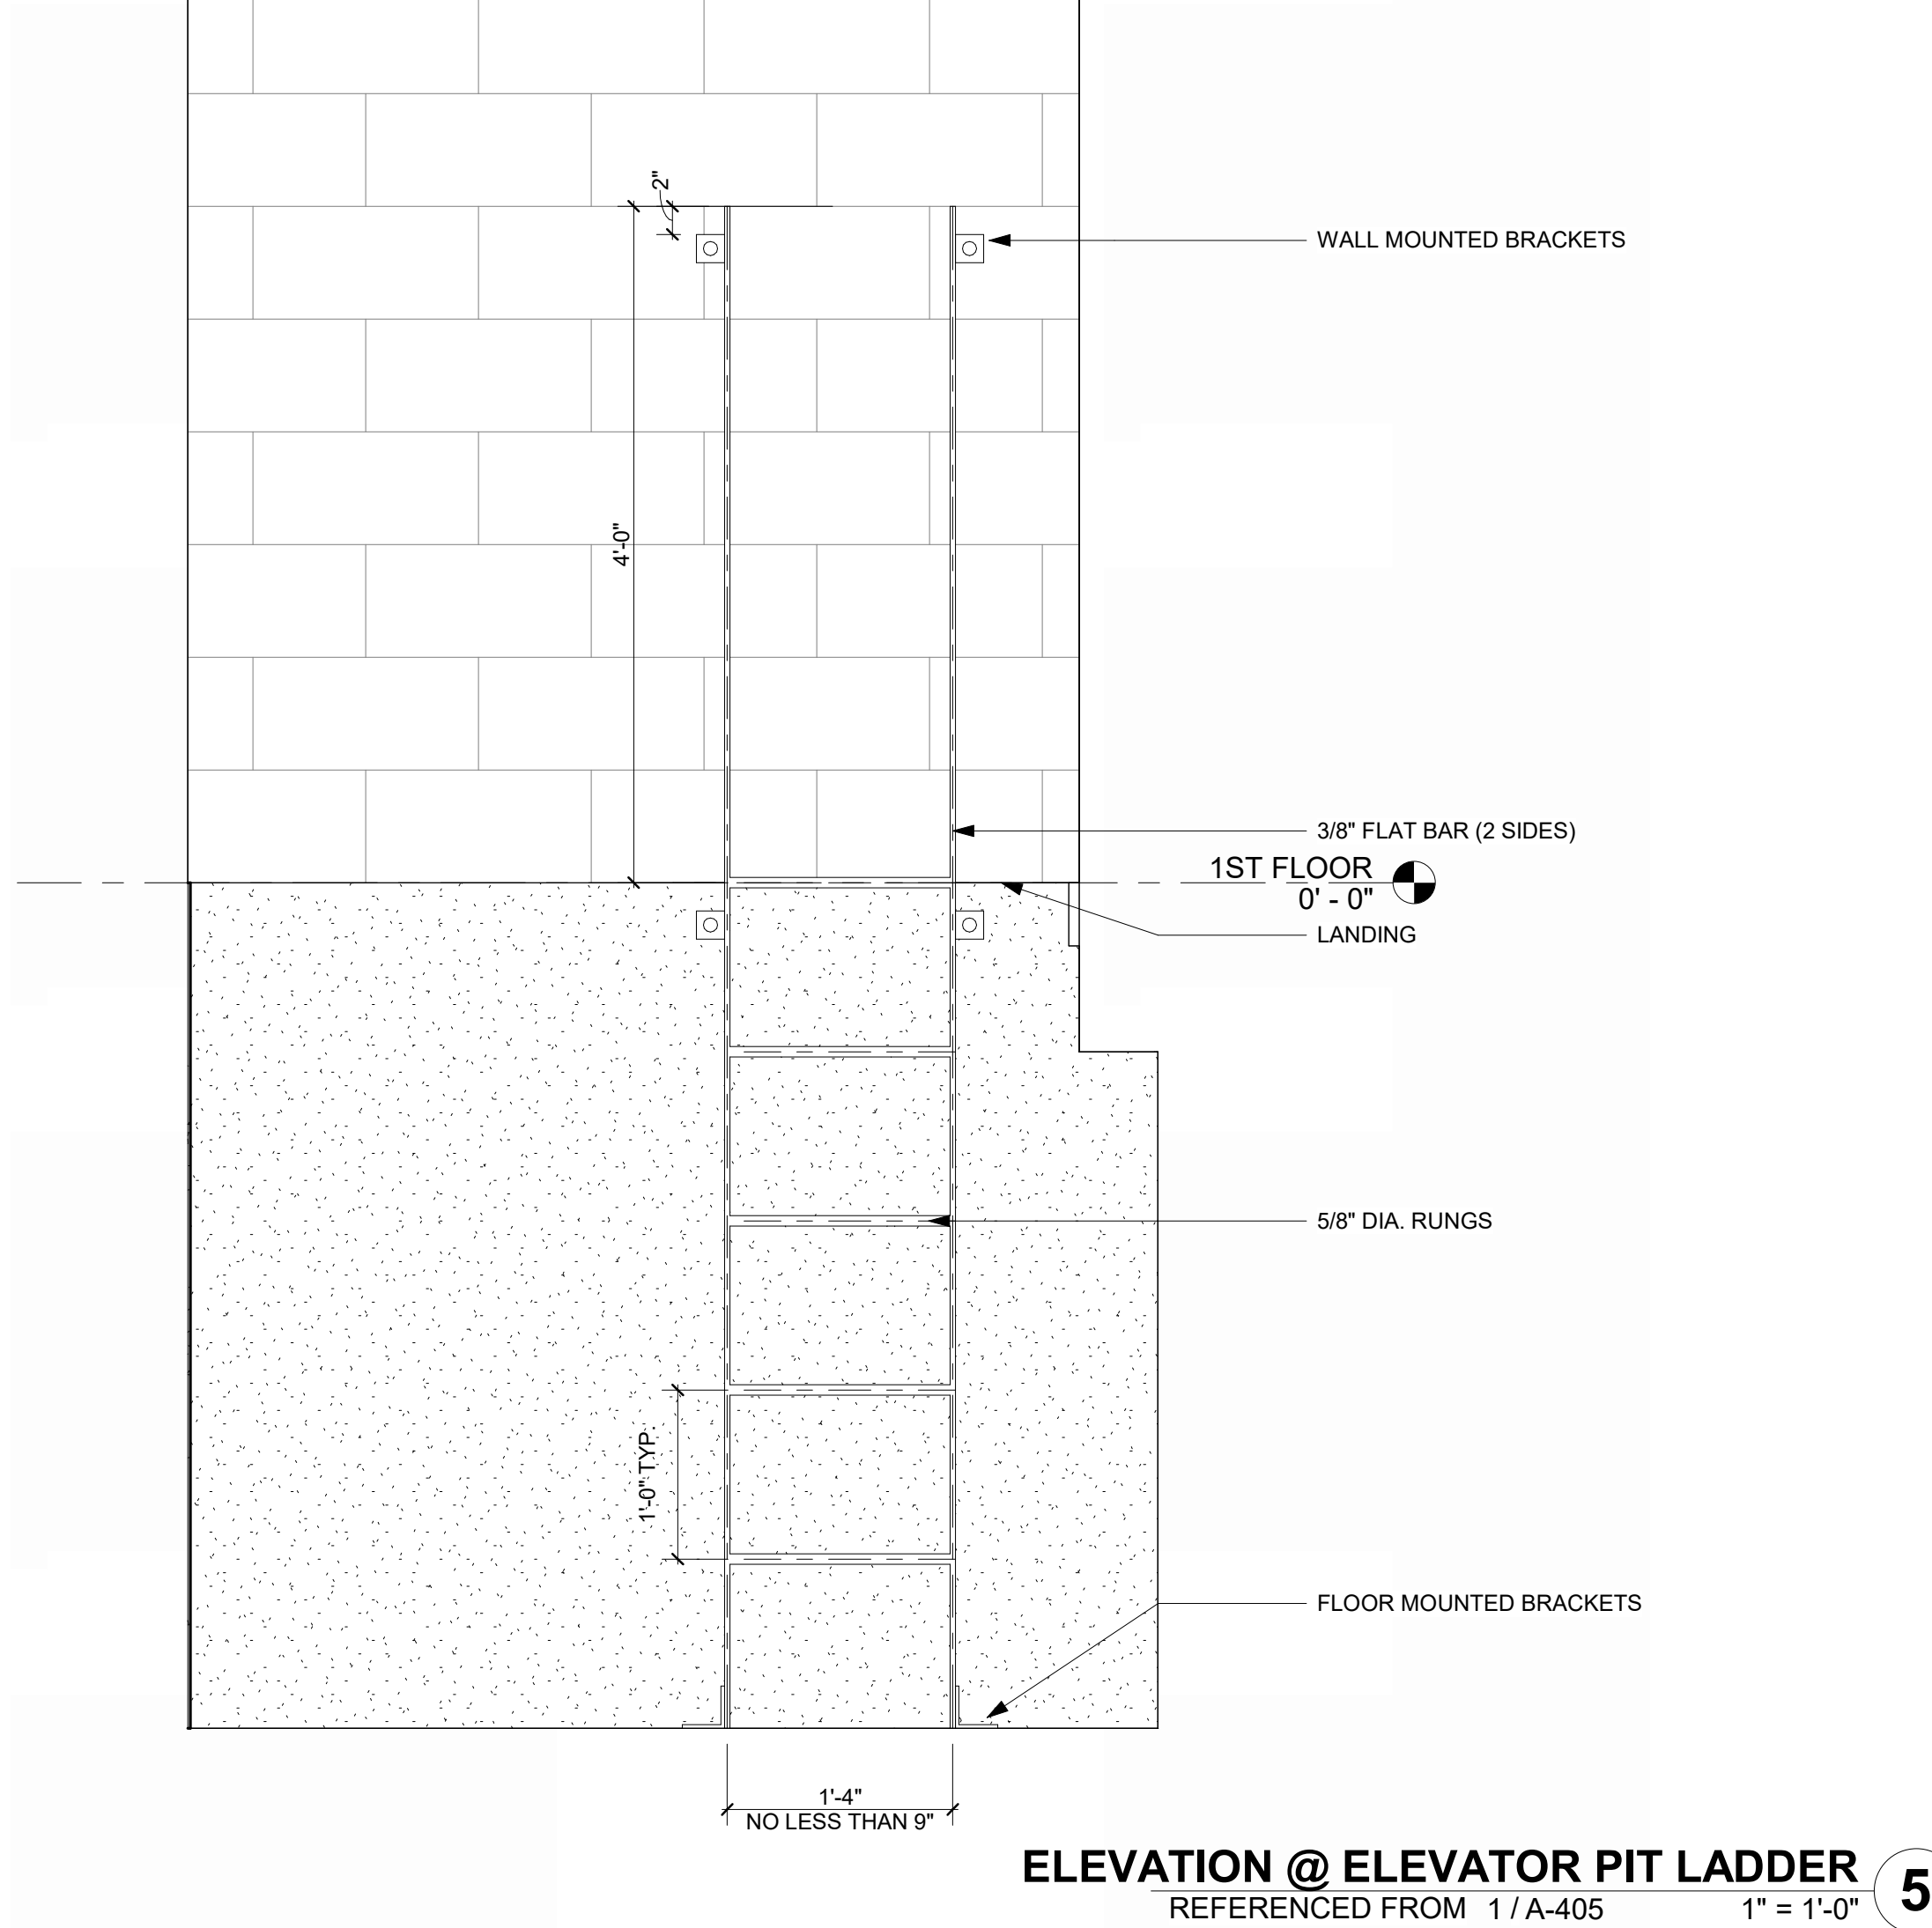 2"
WALL MOUNTED BRACKETS
4'-0"
3/8" FLAT BAR (2 SIDES)
1ST FLOOR
0' - 0"
LANDING
5/8" DIA. RUNGS
1'-0" TYP.
FLOOR MOUNTED BRACKETS
1'-4"
NO LESS THAN 9"
ELEVATION @ ELEVATOR PIT LADDER
5
REFERENCED FROM 1 / A-405 1" = 1'-0"